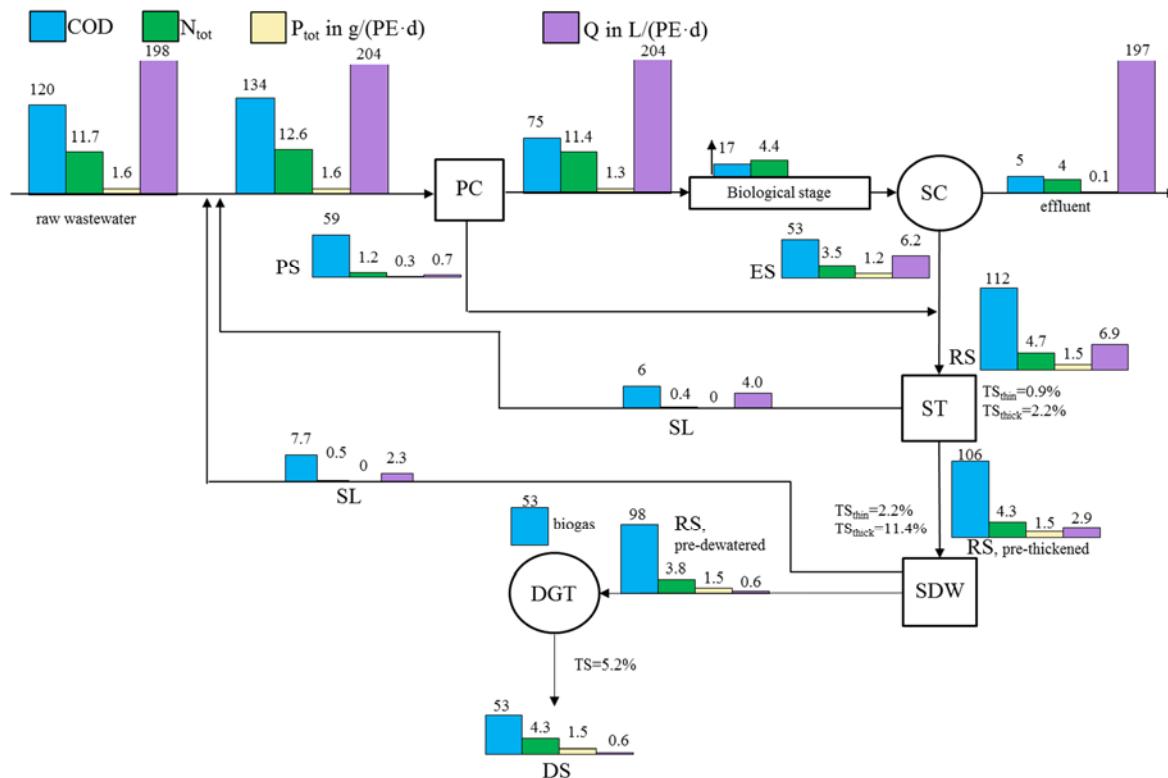 COD N_tot P_tot in g/(PE·d) Q in L/(PE·d)
120 11.7 1.6 198
134 12.6 1.6 204
75 11.4 1.3 204
17 4.4
5 4 0.1 197
raw wastewater
PC
Biological stage
SC
effluent
PS
59 1.2 0.3 0.7
ES
53 3.5 1.2 6.2
RS
112 4.7 1.5 6.9
6 0.4 0 4.0
SL
ST
TS_thin=0.9%
TS_thick=2.2%
7.7 0.5 0 2.3
SL
TS_thin=2.2%
TS_thick=11.4%
106 4.3 1.5 2.9
RS, pre-thickened
53
biogas
98 3.8 1.5 0.6
RS,
pre-dewatered
DGT
SDW
TS=5.2%
53 4.3 1.5 0.6
DS